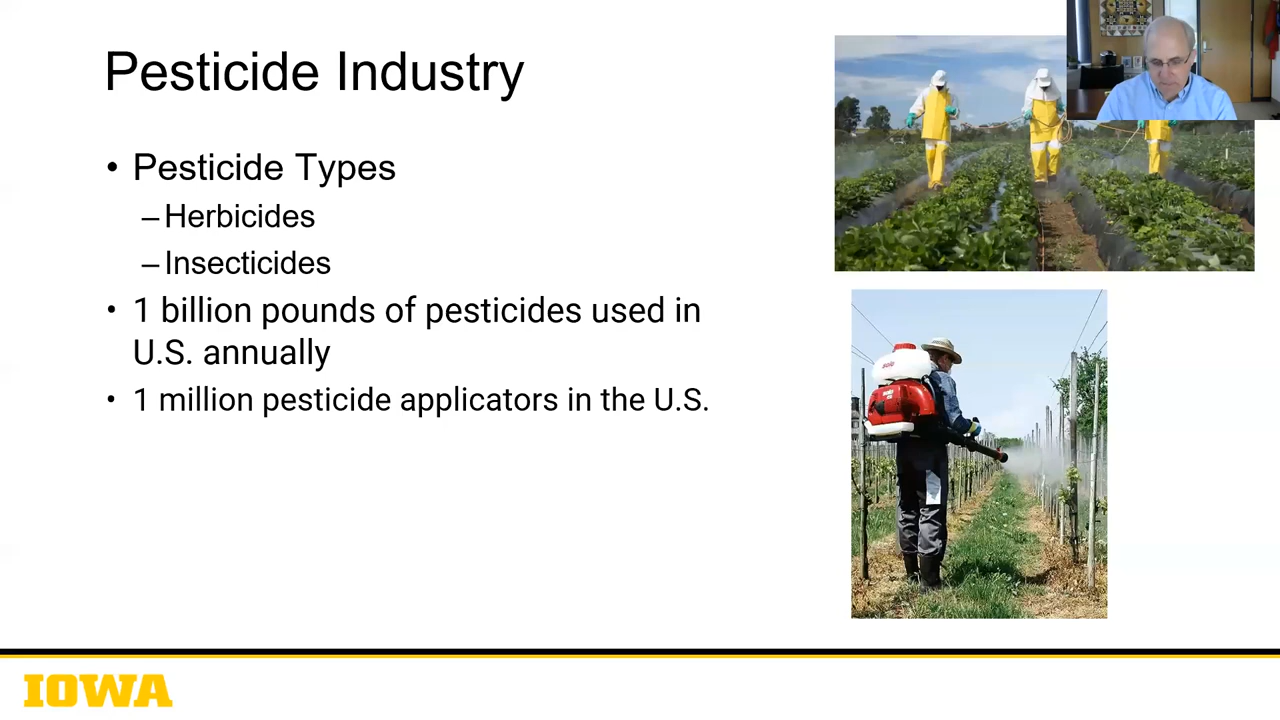 Pesticide Industry
• Pesticide Types
– Herbicides
– Insecticides
• 1 billion pounds of pesticides used in
U.S. annually
• 1 million pesticide applicators in the U.S.
IOWA